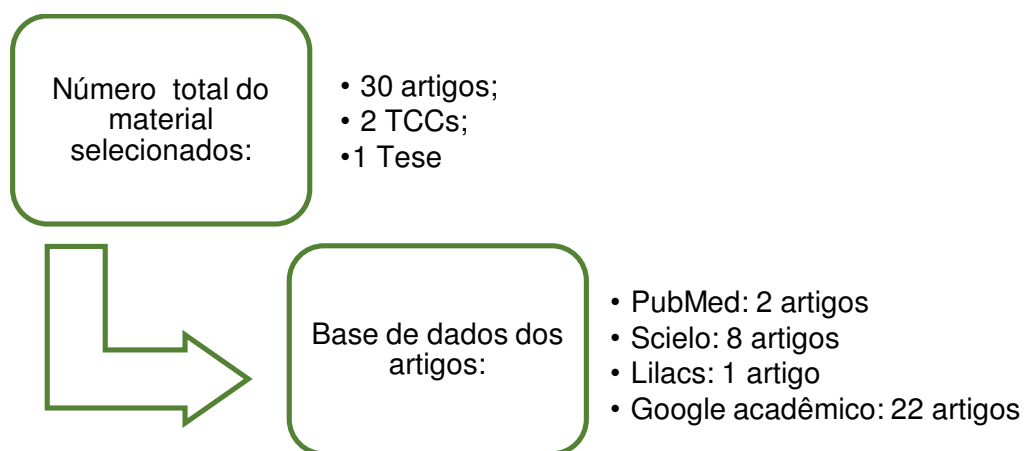 Número total do
material
selecionados:
• 30 artigos;
• 2 TCCs;
•1 Tese
Base de dados dos
artigos:
• PubMed: 2 artigos
• Scielo: 8 artigos
• Lilacs: 1 artigo
• Google acadêmico: 22 artigos